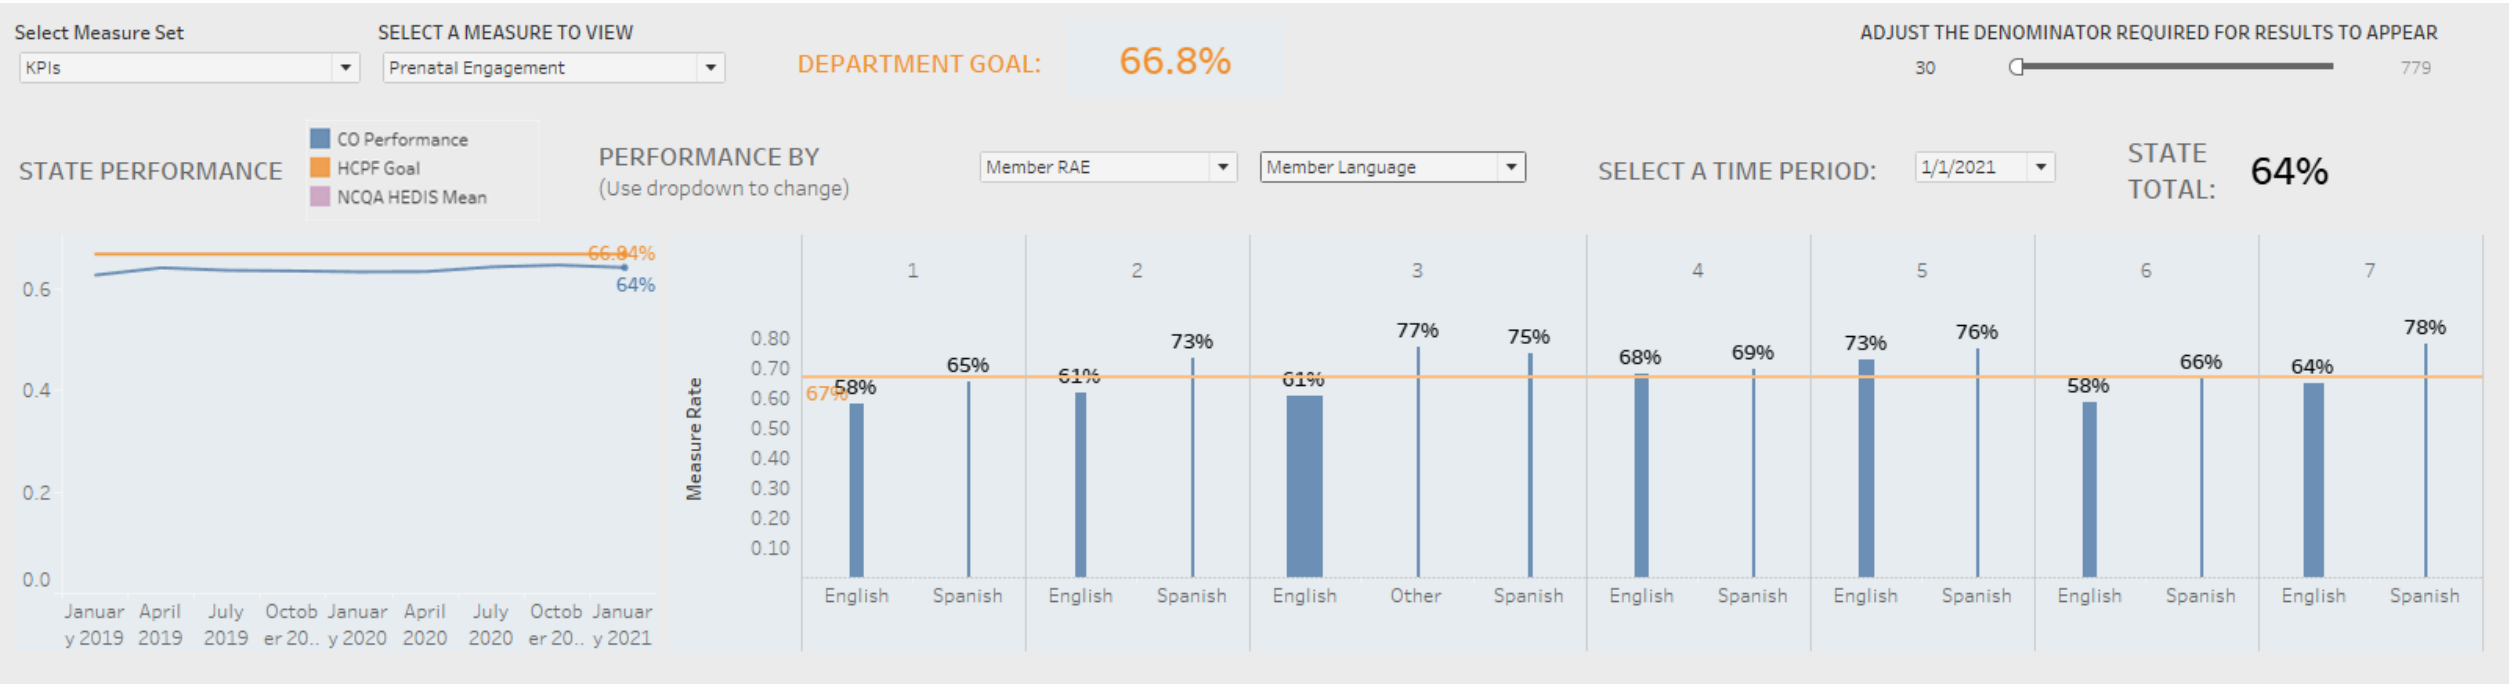 Select Measure Set
KPIs
SELECT A MEASURE TO VIEW
Prenatal Engagement
DEPARTMENT GOAL: 66.8%
ADJUST THE DENOMINATOR REQUIRED FOR RESULTS TO APPEAR
30 779
STATE PERFORMANCE
CO Performance
HCPF Goal
NCQA HEDIS Mean
PERFORMANCE BY
(Use dropdown to change)
Member RAE
Member Language
SELECT A TIME PERIOD:
1/1/2021
STATE
TOTAL:
64%
66.84%
64%
0.6
0.4
0.2
0.0
Januar April July Octob Januar April July Octob Januar
y 2019 2019 2019 er 20.. y 2020 2020 2020 er 20.. y 2021
1 2 3 4 5 6 7
Measure Rate
0.80
0.70
0.60
0.50
0.40
0.30
0.20
0.10
67%
58% 65% 61% 73% 61% 77% 75% 68% 69% 73% 76% 58% 66% 64% 78%
English Spanish English Spanish English Other Spanish English Spanish English Spanish English Spanish English Spanish